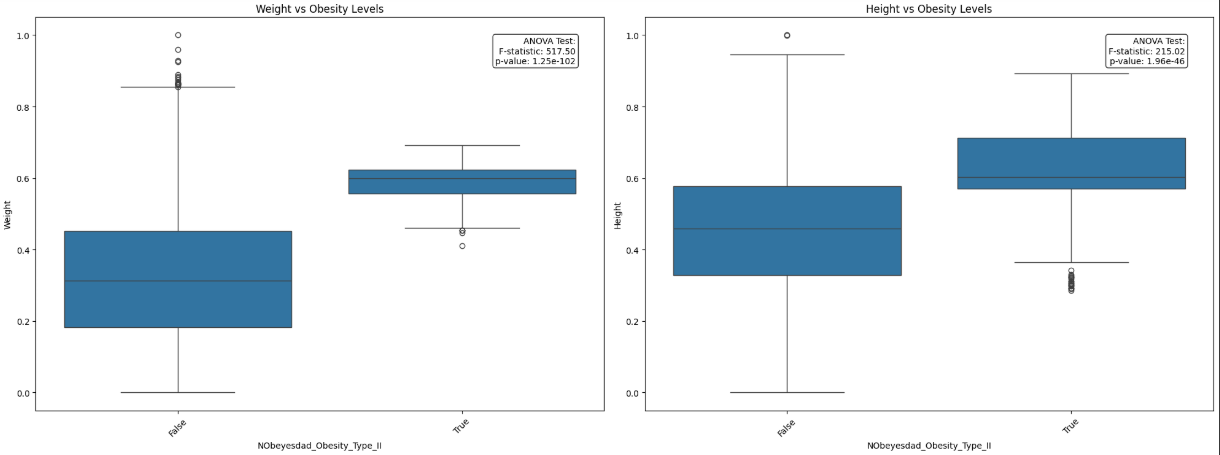 Weight vs Obesity Levels
ANOVA Test:
F-statistic: 517.50
p-value: 1.25e-102
1.0
0.8
0.6
0.4
0.2
0.0
Weight
False
True
NObeyesdad_Obesity_Type_II
Height vs Obesity Levels
ANOVA Test:
F-statistic: 215.02
p-value: 1.96e-46
1.0
0.8
0.6
0.4
0.2
0.0
Height
False
True
NObeyesdad_Obesity_Type_II